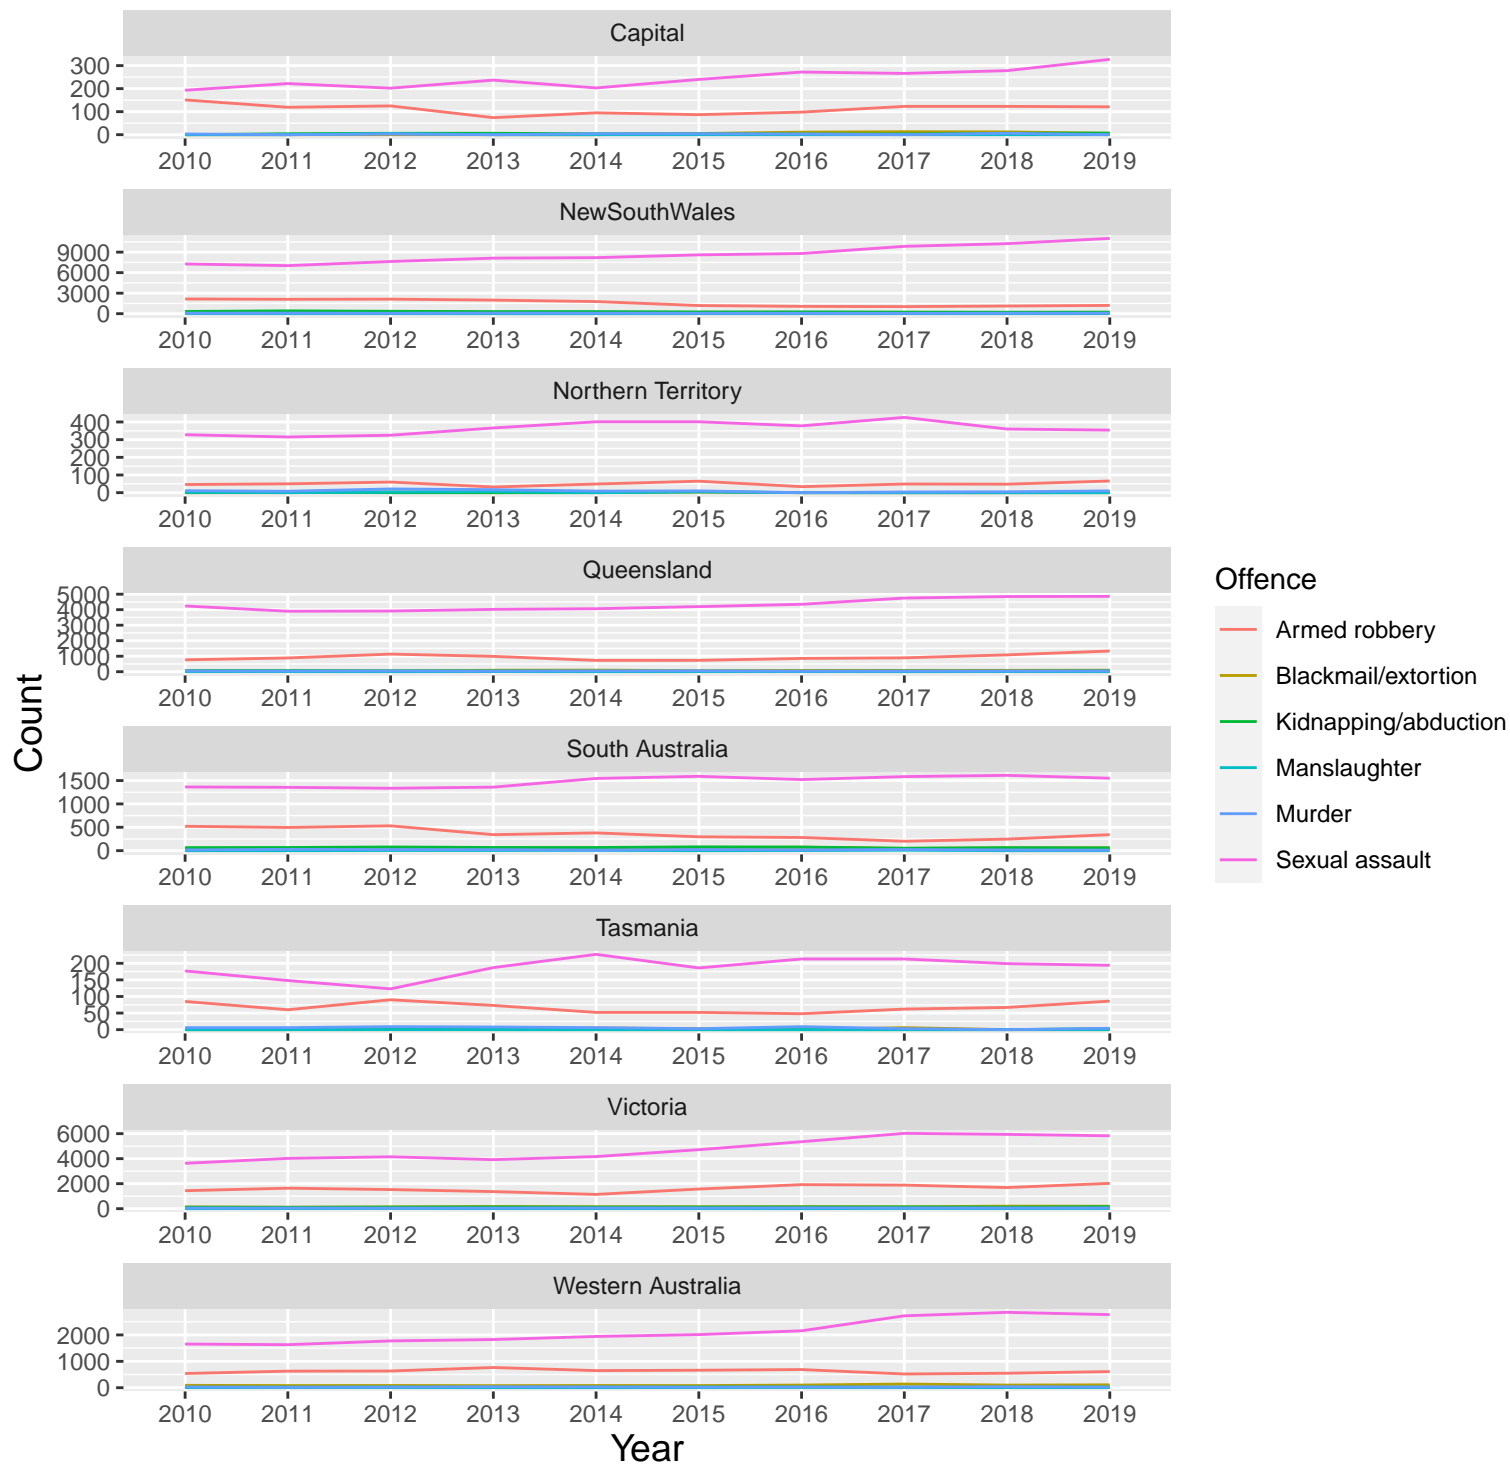 Capital
300
200
100
0
2010 2011 2012 2013 2014 2015 2016 2017 2018 2019
NewSouthWales
9000
6000
3000
0
2010 2011 2012 2013 2014 2015 2016 2017 2018 2019
Northern Territory
400
300
200
100
0
2010 2011 2012 2013 2014 2015 2016 2017 2018 2019
Queensland
5000
4000
3000
2000
1000
0
2010 2011 2012 2013 2014 2015 2016 2017 2018 2019
South Australia
1500
1000
500
0
2010 2011 2012 2013 2014 2015 2016 2017 2018 2019
Tasmania
200
150
100
50
0
2010 2011 2012 2013 2014 2015 2016 2017 2018 2019
Victoria
6000
4000
2000
0
2010 2011 2012 2013 2014 2015 2016 2017 2018 2019
Western Australia
2000
1000
0
2010 2011 2012 2013 2014 2015 2016 2017 2018 2019
Year
Count
Offence
Armed robbery
Blackmail/extortion
Kidnapping/abduction
Manslaughter
Murder
Sexual assault